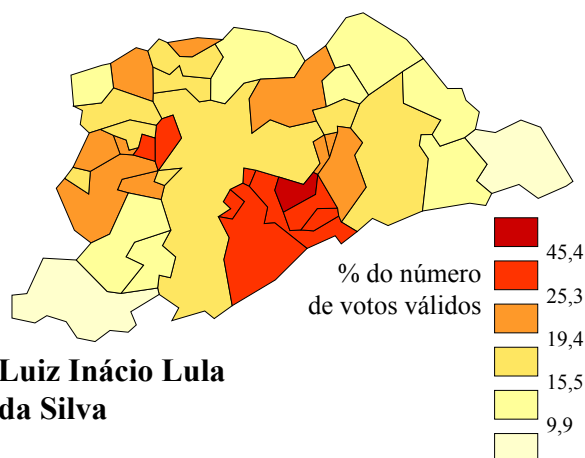 % do número
de votos válidos
45,4
25,3
19,4
15,5
9,9
Luiz Inácio Lula
da Silva